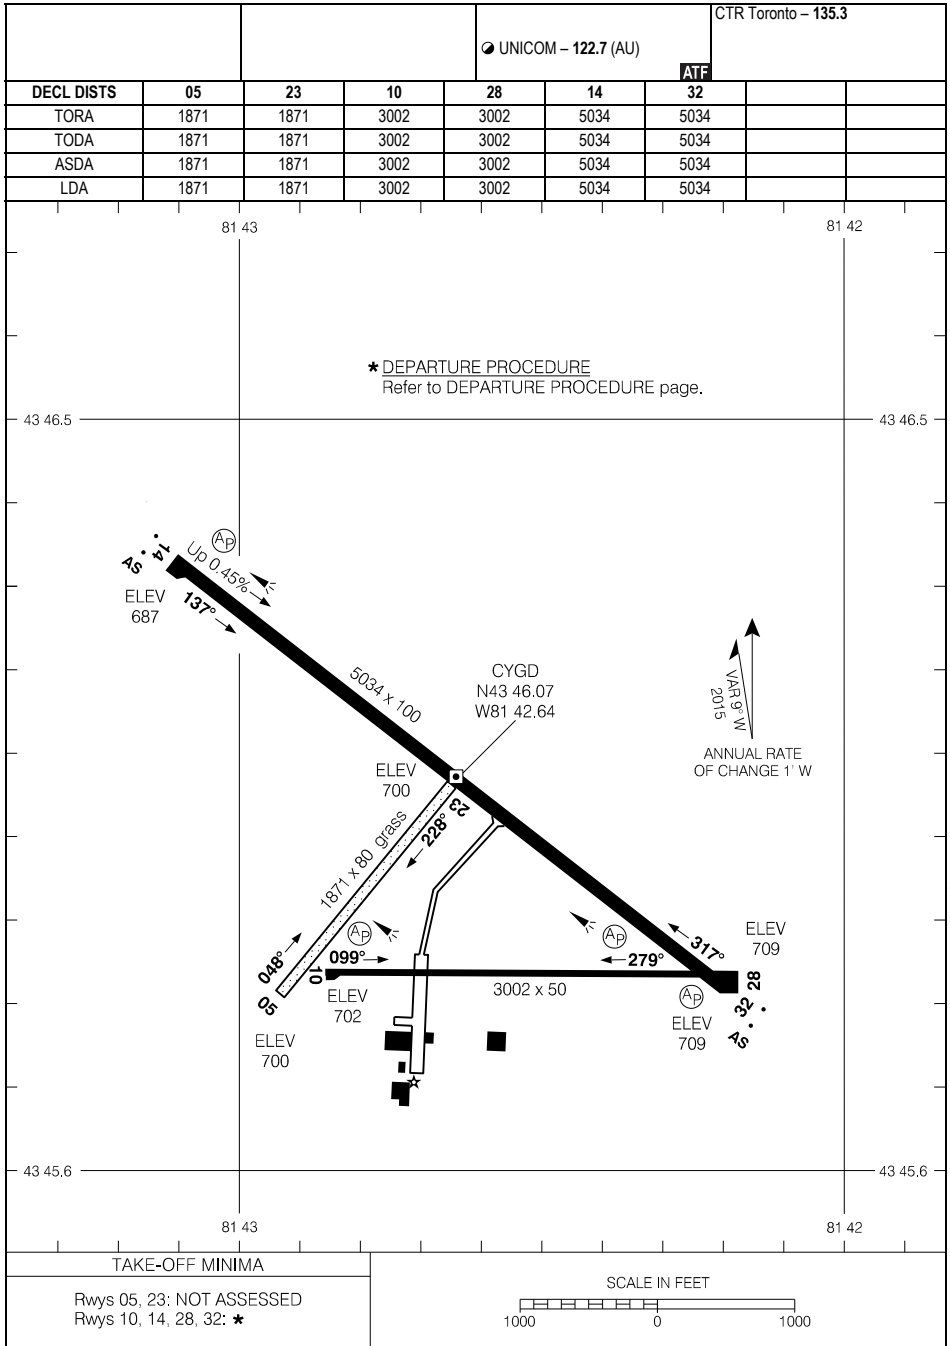 CTR Toronto – 135.3
UNICOM – 122.7 (AU)
ATF
DECL DISTS 05 23 10 28 14 32
TORA 1871 1871 3002 3002 5034 5034
TODA 1871 1871 3002 3002 5034 5034
ASDA 1871 1871 3002 3002 5034 5034
LDA 1871 1871 3002 3002 5034 5034
81 43
81 42
* DEPARTURE PROCEDURE
Refer to DEPARTURE PROCEDURE page.
43 46.5
43 46.5
14
AS
AP
Up 0.45%
ELEV
687
137°
5034 x 100
CYGD
N43 46.07
W81 42.64
VAR 9° W
2015
ANNUAL RATE
OF CHANGE 1' W
ELEV
700
23
228°
1871 x 80 grass
048°
05
ELEV
700
AP
099°
10
ELEV
702
3002 x 50
AP
279°
317°
ELEV
709
28
AP
32
AS
ELEV
709
43 45.6
43 45.6
81 43
81 42
TAKE-OFF MINIMA
Rwys 05, 23: NOT ASSESSED
Rwys 10, 14, 28, 32: *
SCALE IN FEET
1000 0 1000